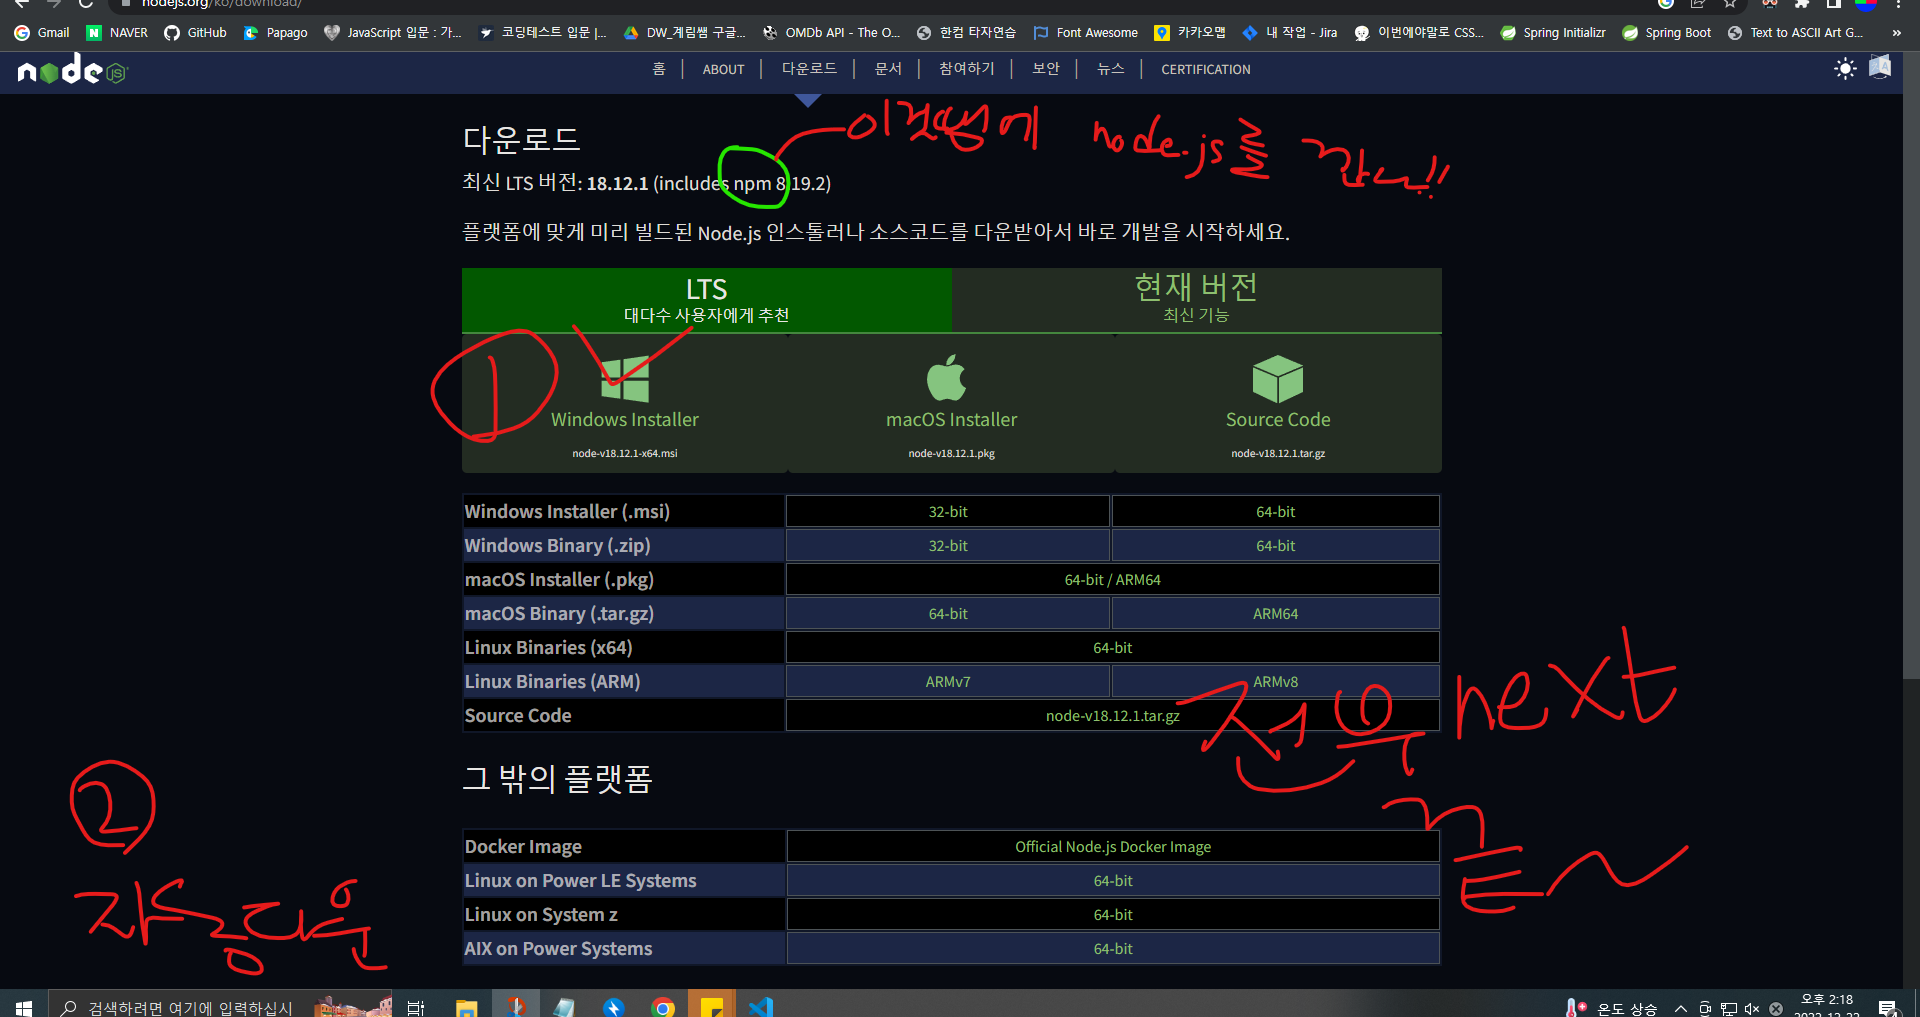 nodejs.org/ko/download/
Gmail NAVER GitHub Papago JavaScript 입문 : 가... 코딩테스트 입문 |... DW_계림쌤 구글... OMDb API - The O... 한컴 타자연습 Font Awesome 카카오맵 내 작업 - Jira 이번에야말로 CSS... Spring Initializr Spring Boot Text to ASCII Art G... »
node JS
홈 | ABOUT | 다운로드 | 문서 | 참여하기 | 보안 | 뉴스 | CERTIFICATION
이것땜에 node.js를 깝니다!!
다운로드
최신 LTS 버전: 18.12.1 (includes npm 8.19.2)
플랫폼에 맞게 미리 빌드된 Node.js 인스톨러나 소스코드를 다운받아서 바로 개발을 시작하세요.
LTS
대다수 사용자에게 추천
현재 버전
최신 기능
1
Windows Installer
node-v18.12.1-x64.msi
macOS Installer
node-v18.12.1.pkg
Source Code
node-v18.12.1.tar.gz
Windows Installer (.msi) 32-bit 64-bit
Windows Binary (.zip) 32-bit 64-bit
macOS Installer (.pkg) 64-bit / ARM64
macOS Binary (.tar.gz) 64-bit ARM64
Linux Binaries (x64) 64-bit
Linux Binaries (ARM) ARMv7 ARMv8
Source Code node-v18.12.1.tar.gz
전우 next
끝~
그 밖의 플랫폼
2
자동다운
Docker Image Official Node.js Docker Image
Linux on Power LE Systems 64-bit
Linux on System z 64-bit
AIX on Power Systems 64-bit
검색하려면 여기에 입력하십시
온도 상승
오후 2:18